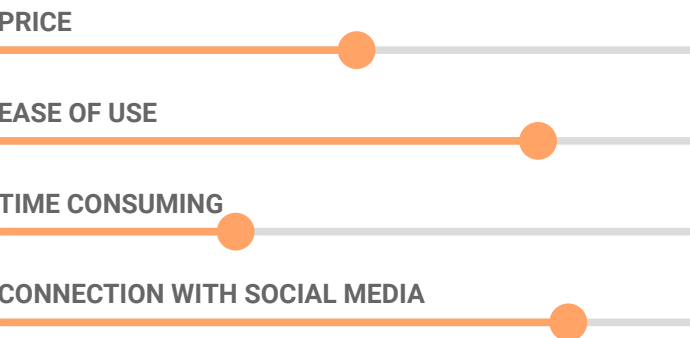 PRICE
EASE OF USE
TIME CONSUMING
CONNECTION WITH SOCIAL MEDIA